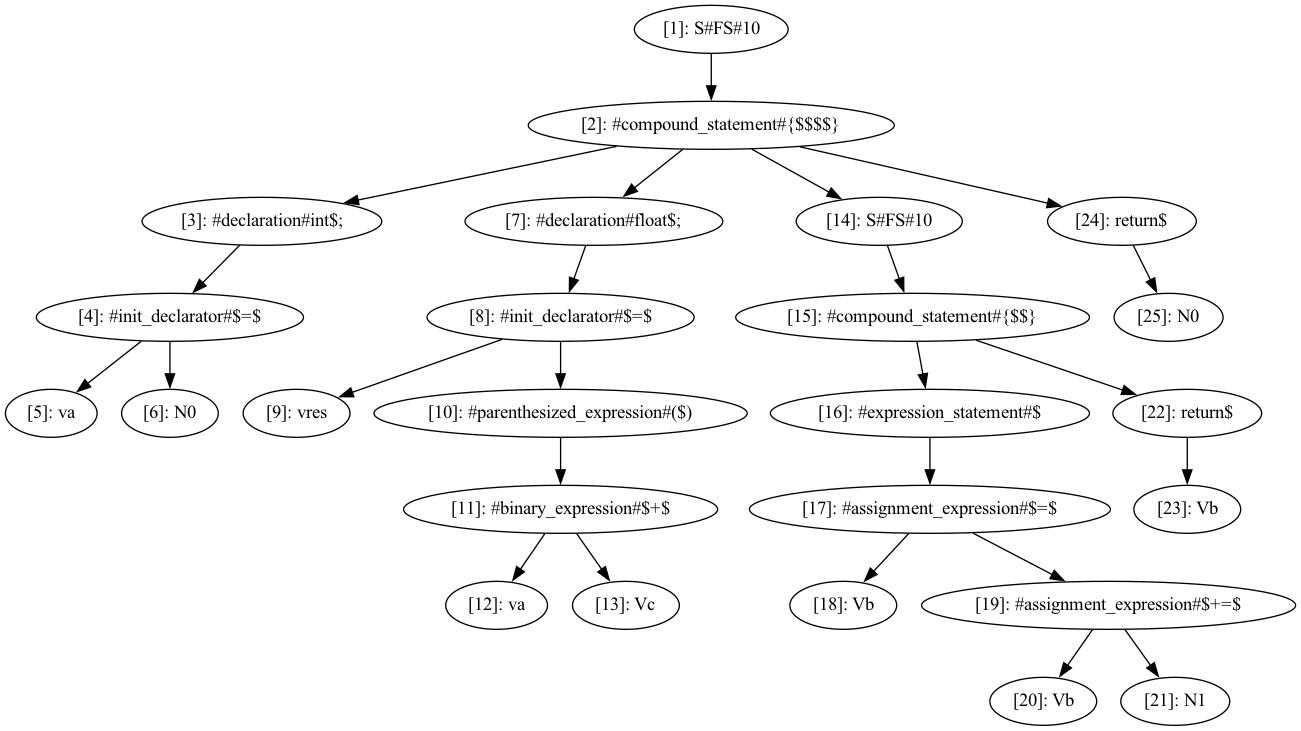 [1]: S#FS#10
[2]: #compound_statement#{$$$$}
[3]: #declaration#int$;
[7]: #declaration#float$;
[14]: S#FS#10
[24]: return$
[4]: #init_declarator#$=$
[8]: #init_declarator#$=$
[15]: #compound_statement#{$$}
[25]: N0
[5]: va
[6]: N0
[9]: vres
[10]: #parenthesized_expression#($)
[16]: #expression_statement#$
[22]: return$
[11]: #binary_expression#$+$
[17]: #assignment_expression#$=$
[23]: Vb
[12]: va
[13]: Vc
[18]: Vb
[19]: #assignment_expression#$+=$
[20]: Vb
[21]: N1